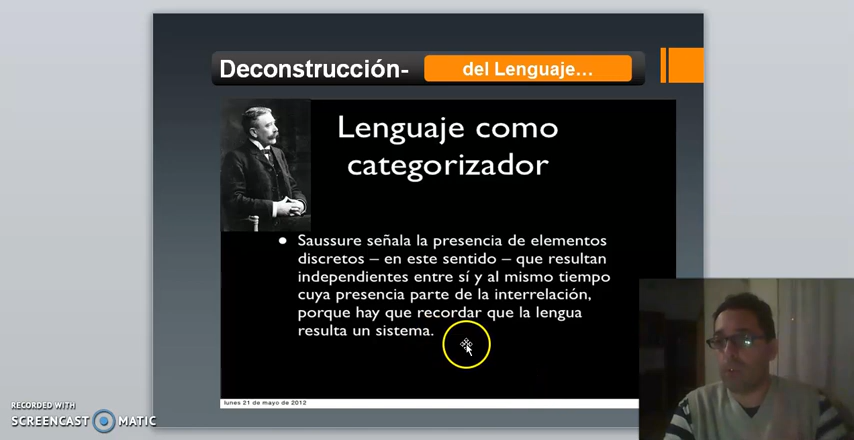 Deconstrucción- del Lenguaje...
Lenguaje como
categorizador
• Saussure señala la presencia de elementos
discretos – en este sentido – que resultan
independientes entre sí y al mismo tiempo
cuya presencia parte de la interrelación,
porque hay que recordar que la lengua
resulta un sistema.
lunes 21 de mayo de 2012
RECORDED WITH
SCREENCAST MATIC